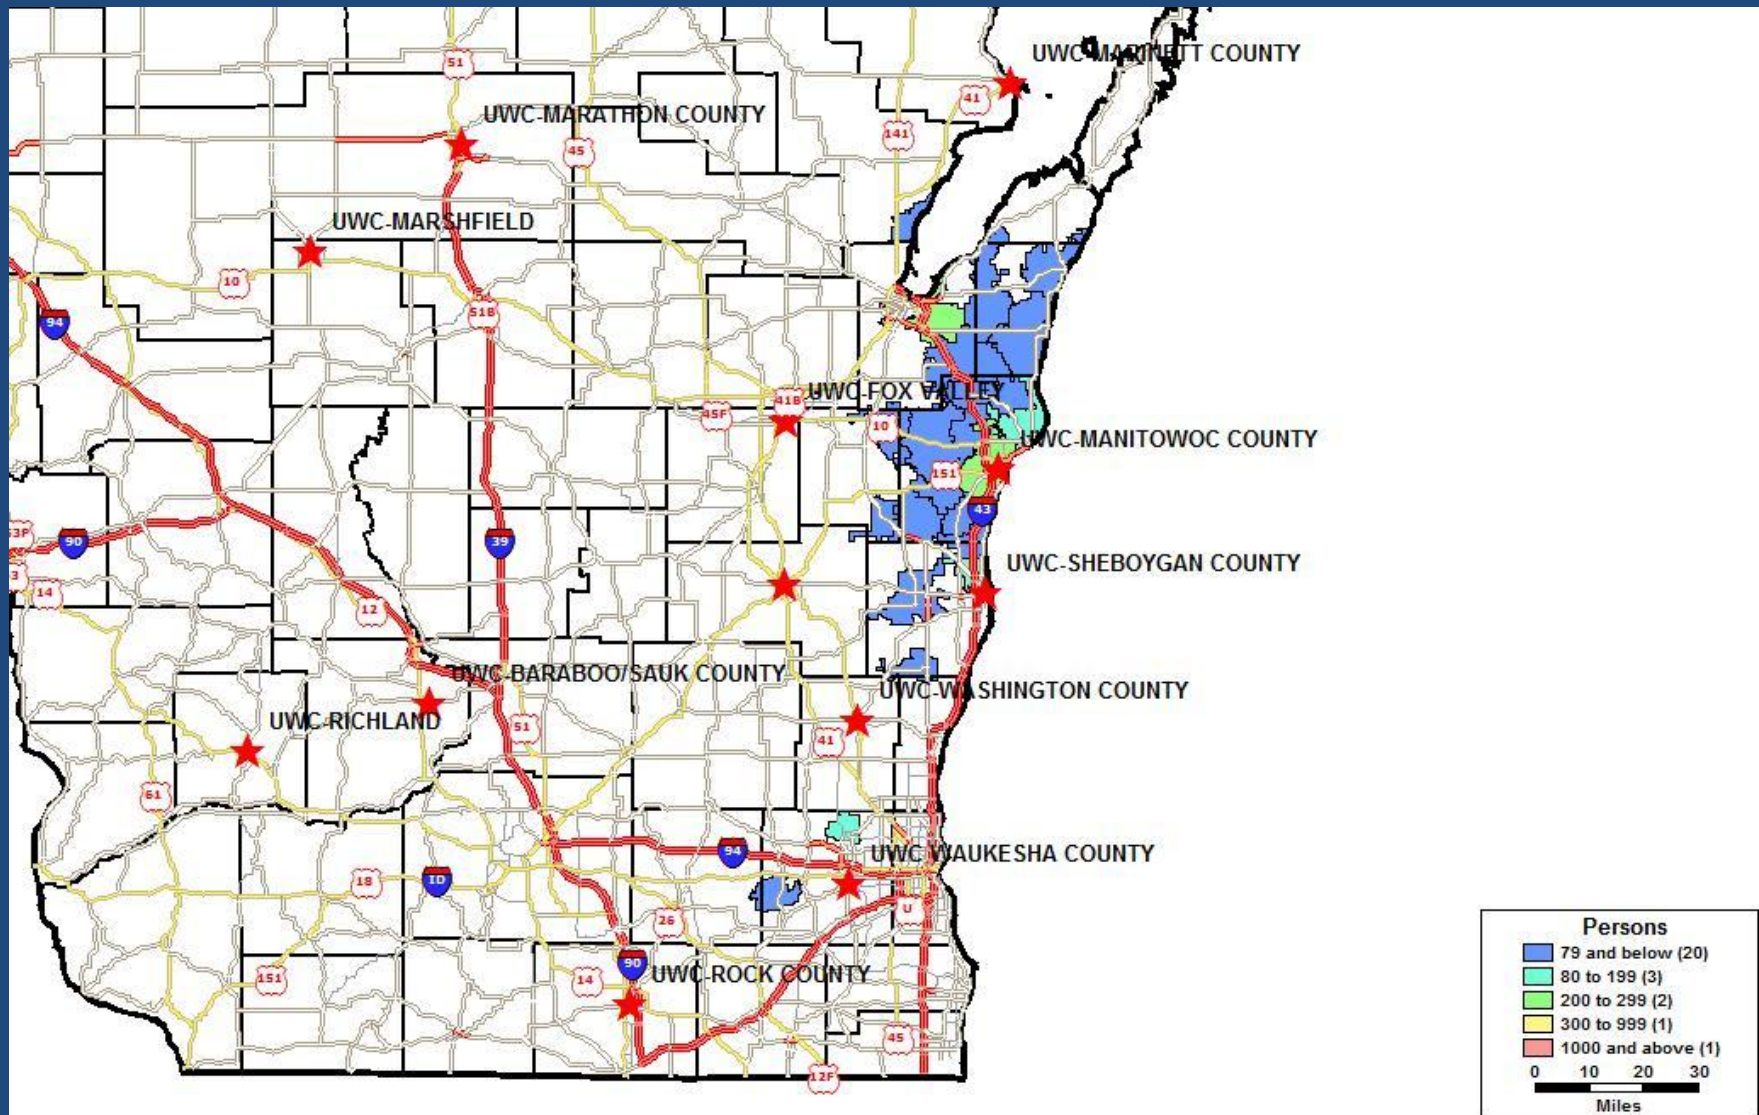 UWC-MARINETT COUNTY
51
41
UWC-MARATHON COUNTY
141
45
UWC-MARSHFIELD
10
51B
94
UWC-FOX VALLEY
41B
45F
10
UWC-MANITOWOC COUNTY
151
43
90
39
UWC-SHEBOYGAN COUNTY
14
12
UWC-BARABOO/SAUK COUNTY
UWC-WASHINGTON COUNTY
UWC-RICHLAND
51
41
61
94
UWC WAUKESHA COUNTY
18
1D
U
26
151
90
14
UWC-ROCK COUNTY
45
12F
Persons
79 and below (20)
80 to 199 (3)
200 to 299 (2)
300 to 999 (1)
1000 and above (1)
0 10 20 30
Miles